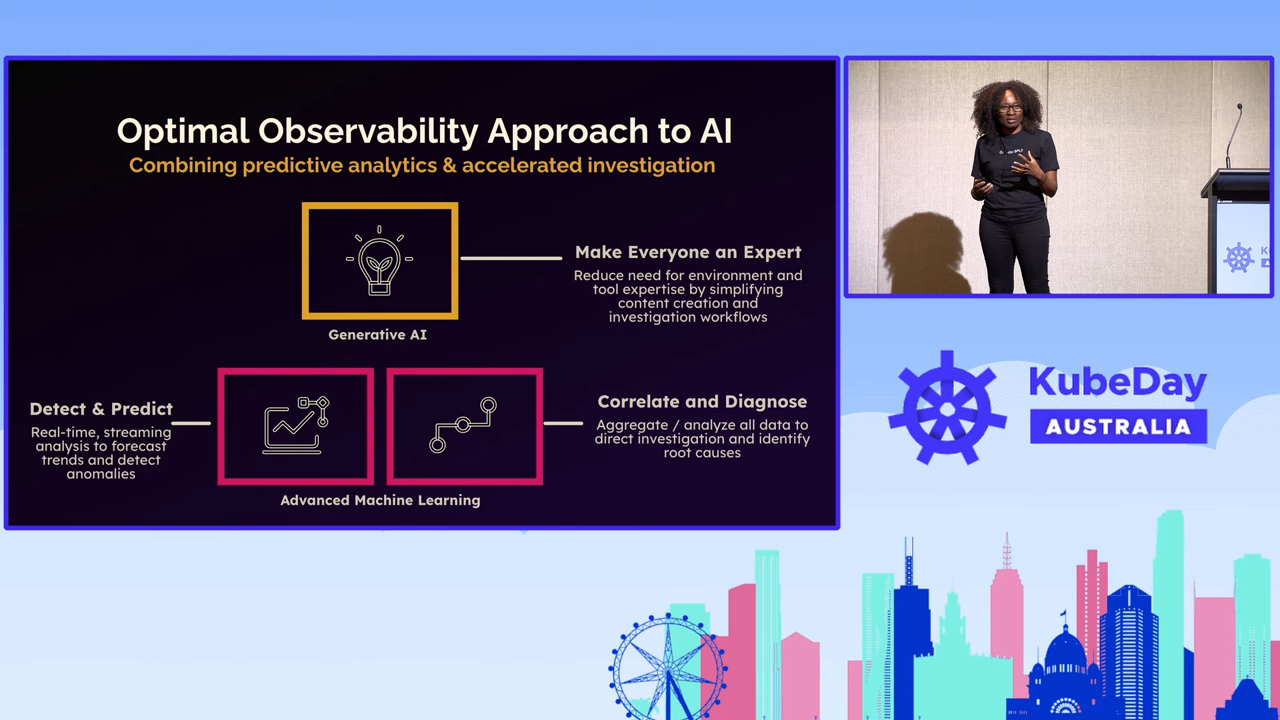 Optimal Observability Approach to AI
Combining predictive analytics & accelerated investigation
Make Everyone an Expert
Reduce need for environment and
tool expertise by simplifying
content creation and
investigation workflows
Generative AI
Detect & Predict
Real-time, streaming
analysis to forecast
trends and detect
anomalies
Correlate and Diagnose
Aggregate / analyze all data to
direct investigation and identify
root causes
Advanced Machine Learning
KubeDay
AUSTRALIA